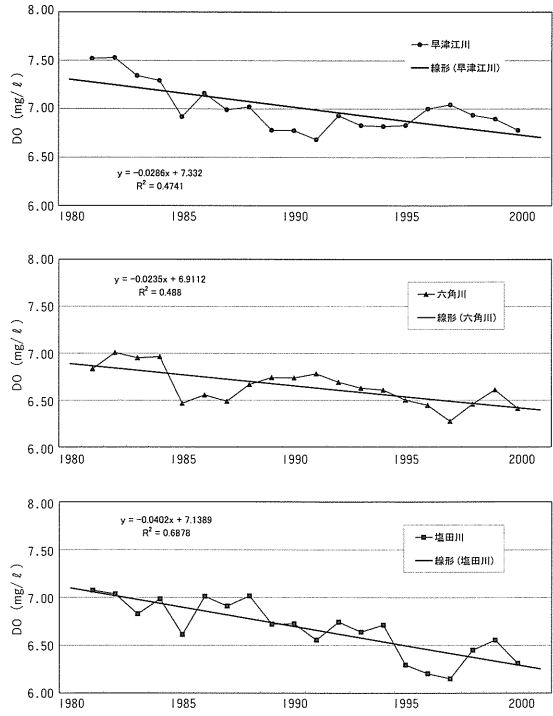 8.00
7.50
7.00
6.50
6.00
DO (mg/ℓ)
早津江川
線形 (早津江川)
y = -0.0286x + 7.332
R² = 0.4741
1980 1985 1990 1995 2000
8.00
7.50
7.00
6.50
6.00
DO (mg/ℓ)
y = -0.0235x + 6.9112
R² = 0.488
六角川
線形 (六角川)
1980 1985 1990 1995 2000
8.00
7.50
7.00
6.50
6.00
DO (mg/ℓ)
y = -0.0402x + 7.1389
R² = 0.6878
塩田川
線形 (塩田川)
1980 1985 1990 1995 2000